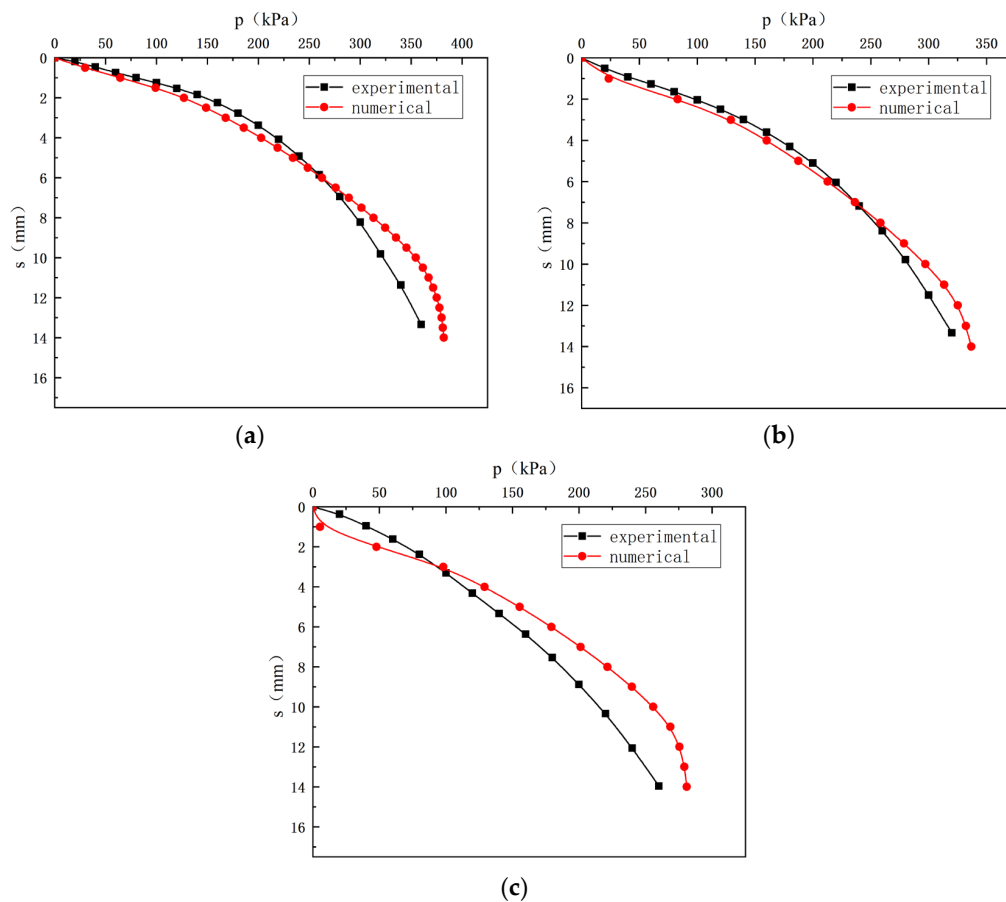 p（kPa）
0 50 100 150 200 250 300 350 400
0
2
4
6
8
10
12
14
16
s（mm）
experimental
numerical
(a)
p（kPa）
0 50 100 150 200 250 300 350
0
2
4
6
8
10
12
14
16
s（mm）
experimental
numerical
(b)
p（kPa）
0 50 100 150 200 250 300
0
2
4
6
8
10
12
14
16
s（mm）
experimental
numerical
(c)